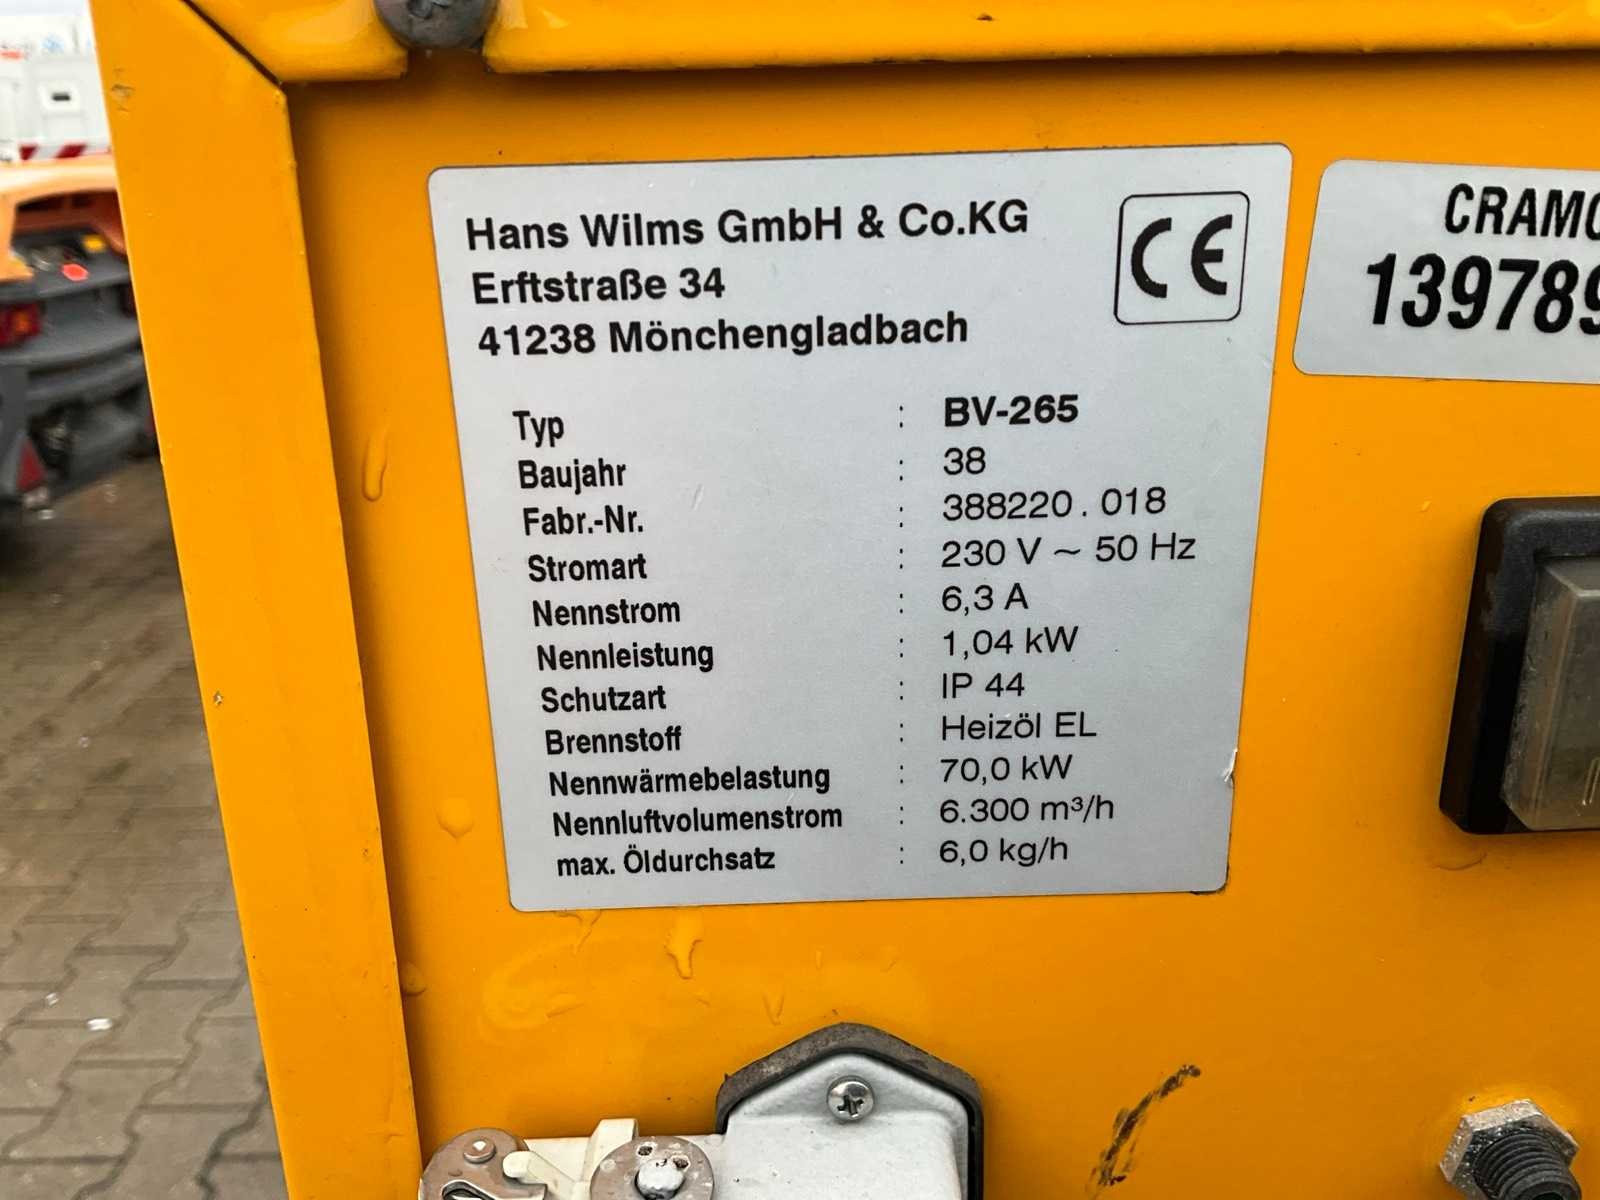 Hans Wilms GmbH & Co.KG
Erftstraße 34
41238 Mönchengladbach
CE
Typ : BV-265
Baujahr : 38
Fabr.-Nr. : 388220 . 018
Stromart : 230 V ~ 50 Hz
Nennstrom : 6,3 A
Nennleistung : 1,04 kW
Schutzart : IP 44
Brennstoff : Heizöl EL
Nennwärmebelastung : 70,0 kW
Nennluftvolumenstrom : 6.300 m³/h
max. Öldurchsatz : 6,0 kg/h